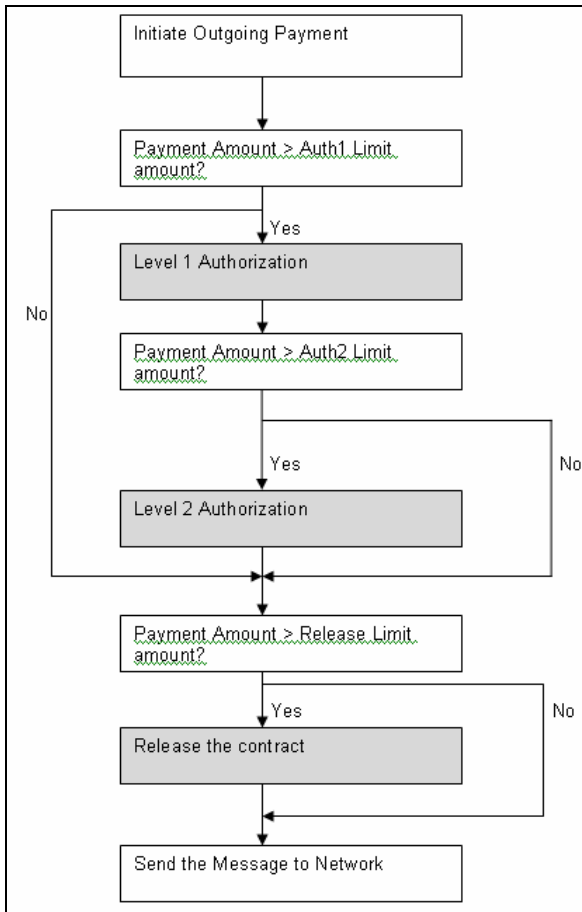 Initiate Outgoing Payment
Payment Amount > Auth1 Limit
amount?
Yes
Level 1 Authorization
No
Payment Amount > Auth2 Limit
amount?
Yes
No
Level 2 Authorization
Payment Amount > Release Limit
amount?
Yes
No
Release the contract
Send the Message to Network